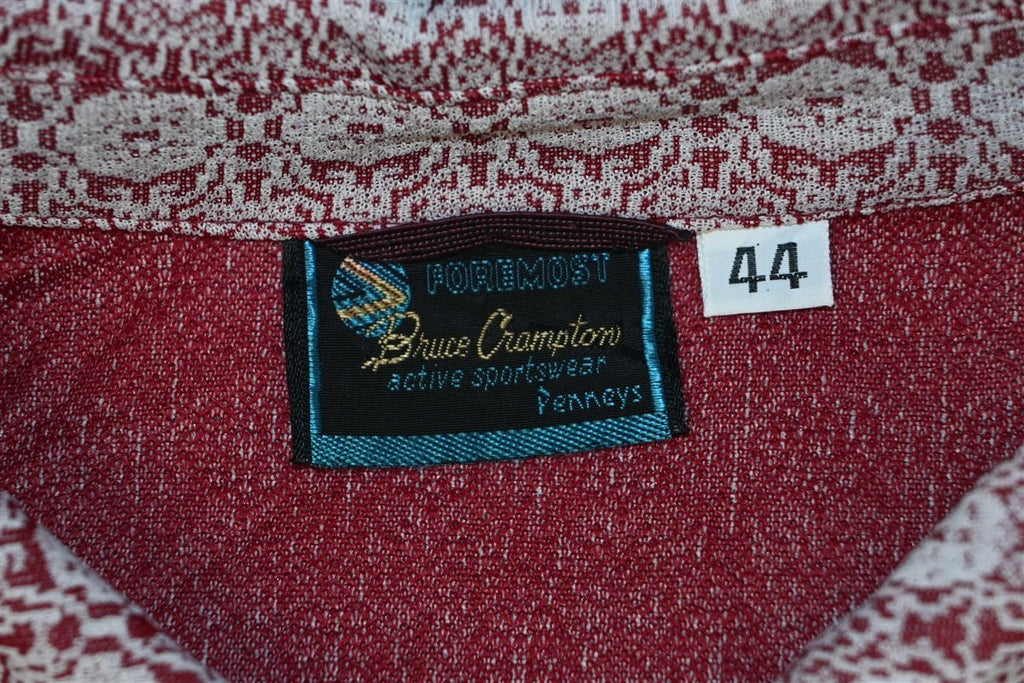 FOREMOST
Bruce Crampton
active sportswear
Penneys
44